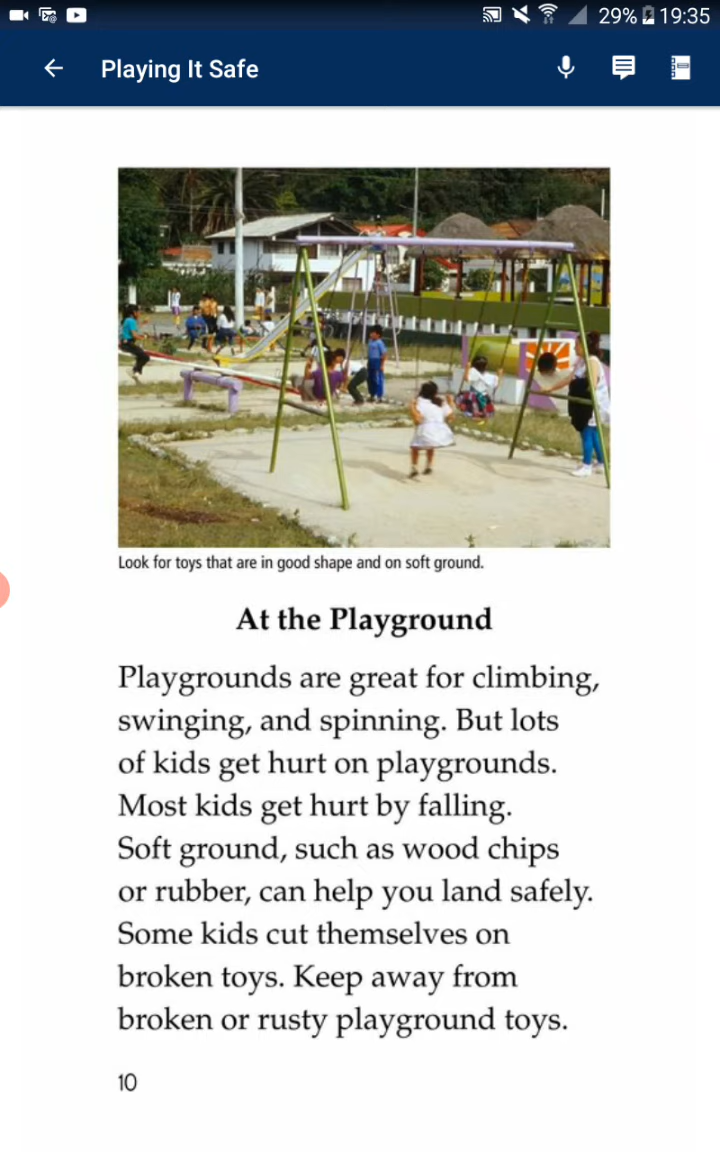 29% 19:35
Playing It Safe
Look for toys that are in good shape and on soft ground.
At the Playground
Playgrounds are great for climbing,
swinging, and spinning. But lots
of kids get hurt on playgrounds.
Most kids get hurt by falling.
Soft ground, such as wood chips
or rubber, can help you land safely.
Some kids cut themselves on
broken toys. Keep away from
broken or rusty playground toys.
10